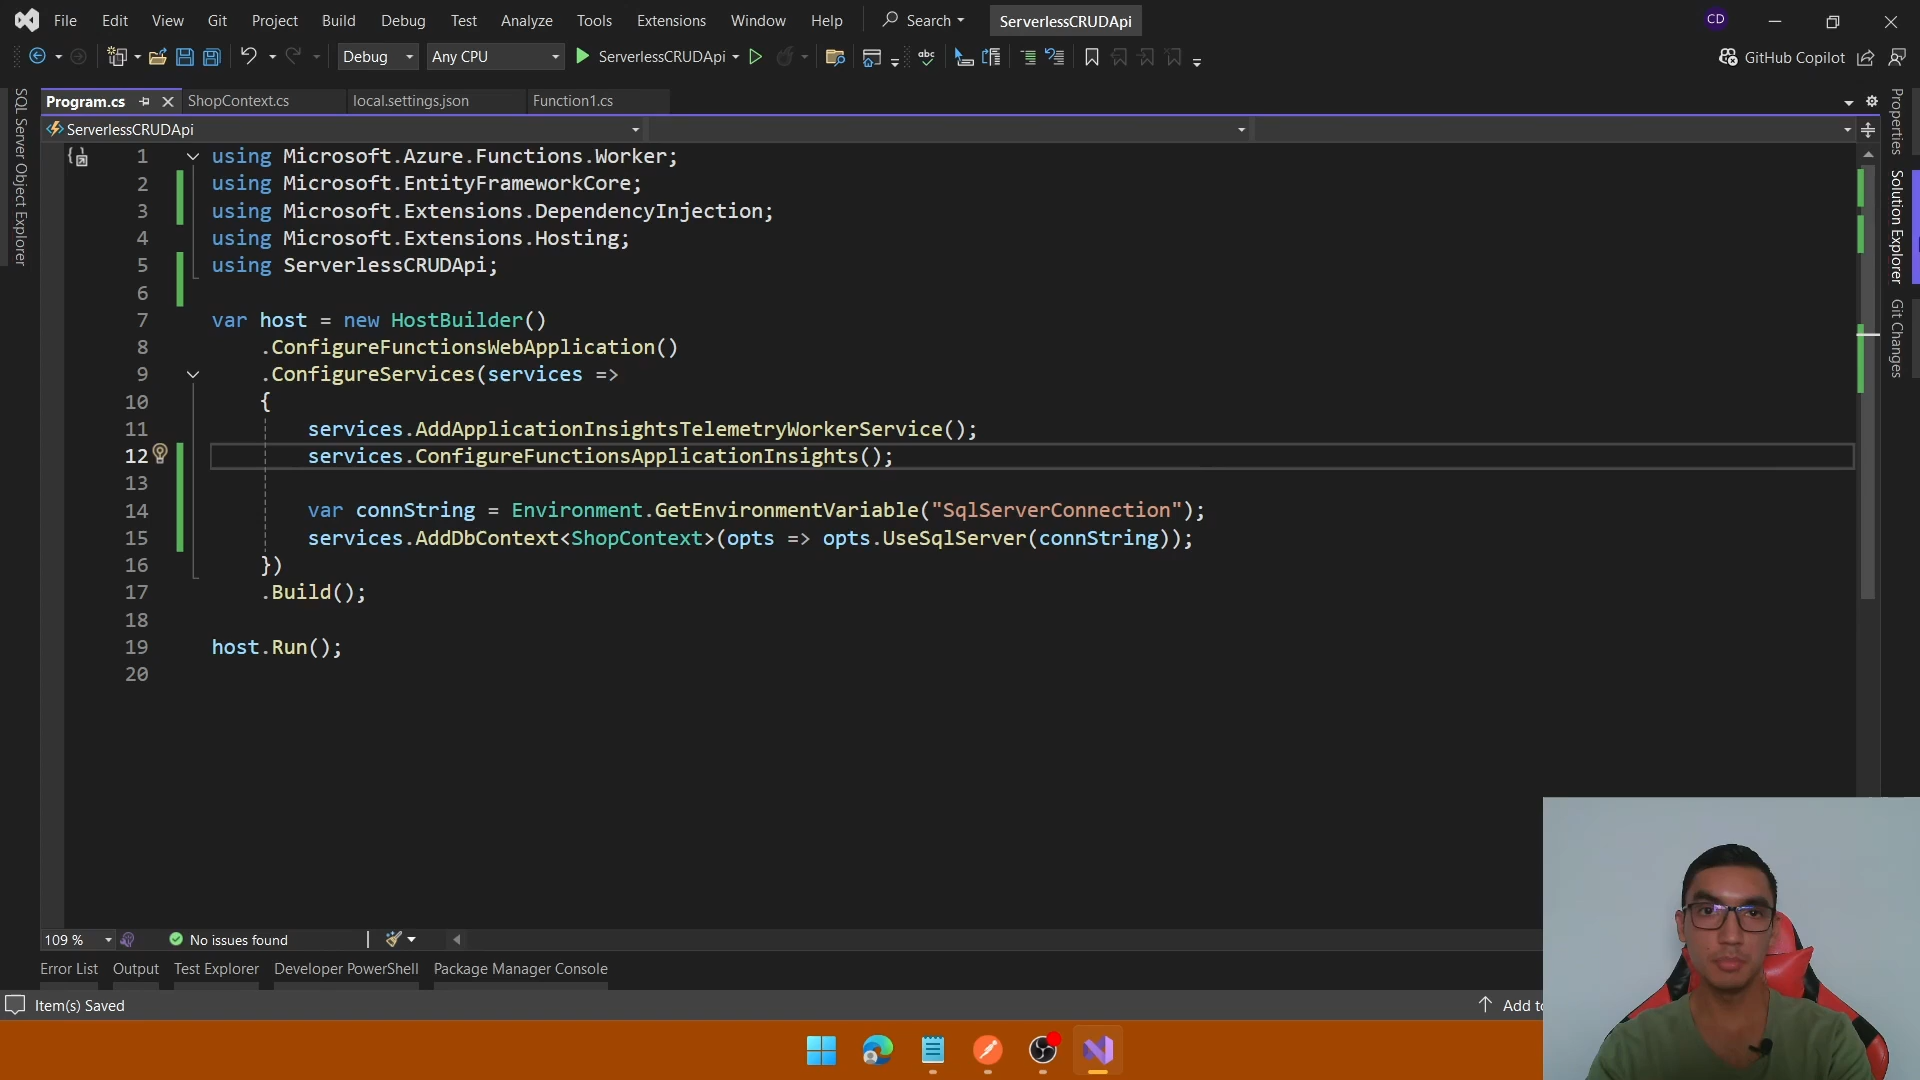 File Edit View Git Project Build Debug Test Analyze Tools Extensions Window Help Search ServerlessCRUDApi CD
Debug Any CPU ServerlessCRUDApi abc GitHub Copilot
Program.cs ShopContext.cs local.settings.json Function1.cs
ServerlessCRUDApi
SQL Server Object Explorer
Properties
Solution Explorer
Git Changes
1 using Microsoft.Azure.Functions.Worker;
2 using Microsoft.EntityFrameworkCore;
3 using Microsoft.Extensions.DependencyInjection;
4 using Microsoft.Extensions.Hosting;
5 using ServerlessCRUDApi;
6
7 var host = new HostBuilder()
8 .ConfigureFunctionsWebApplication()
9 .ConfigureServices(services =>
10 {
11 services.AddApplicationInsightsTelemetryWorkerService();
12 services.ConfigureFunctionsApplicationInsights();
13
14 var connString = Environment.GetEnvironmentVariable("SqlServerConnection");
15 services.AddDbContext<ShopContext>(opts => opts.UseSqlServer(connString));
16 })
17 .Build();
18
19 host.Run();
20
109 % No issues found
Error List Output Test Explorer Developer PowerShell Package Manager Console
Item(s) Saved Add to